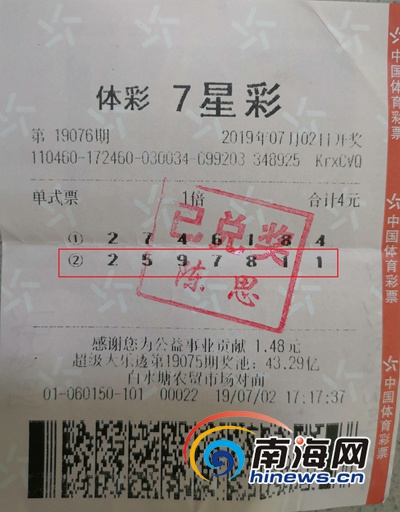 体彩 7星彩
第 19076期 2019年07月02日开奖
110460-172460-030034-099203 348925 KrxCVQ
单式票 1倍 合计4元
① 2 7 4 6 1 8 4
② 2 5 9 7 8 1 1
已兑奖
陈思
感谢您为公益事业贡献 1.48元
超级大乐透第19075期奖池：43.29亿
白水塘农贸市场对面
01-060150-101 00022 19/07/02 17:17:37
中国体育彩票
中国体育彩票
中国体育彩票
南海网
www.hinews.cn